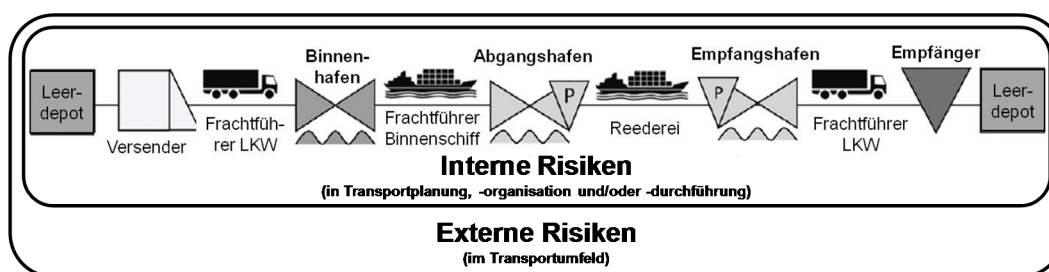 Leer-
depot
Versender
Frachtfüh-
rer LKW
Binnen-
hafen
Frachtführer
Binnenschiff
Abgangshafen
P
Reederei
Empfangshafen
P
Frachtführer
LKW
Empfänger
Leer-
depot
Interne Risiken
(in Transportplanung, -organisation und/oder -durchführung)
Externe Risiken
(im Transportumfeld)